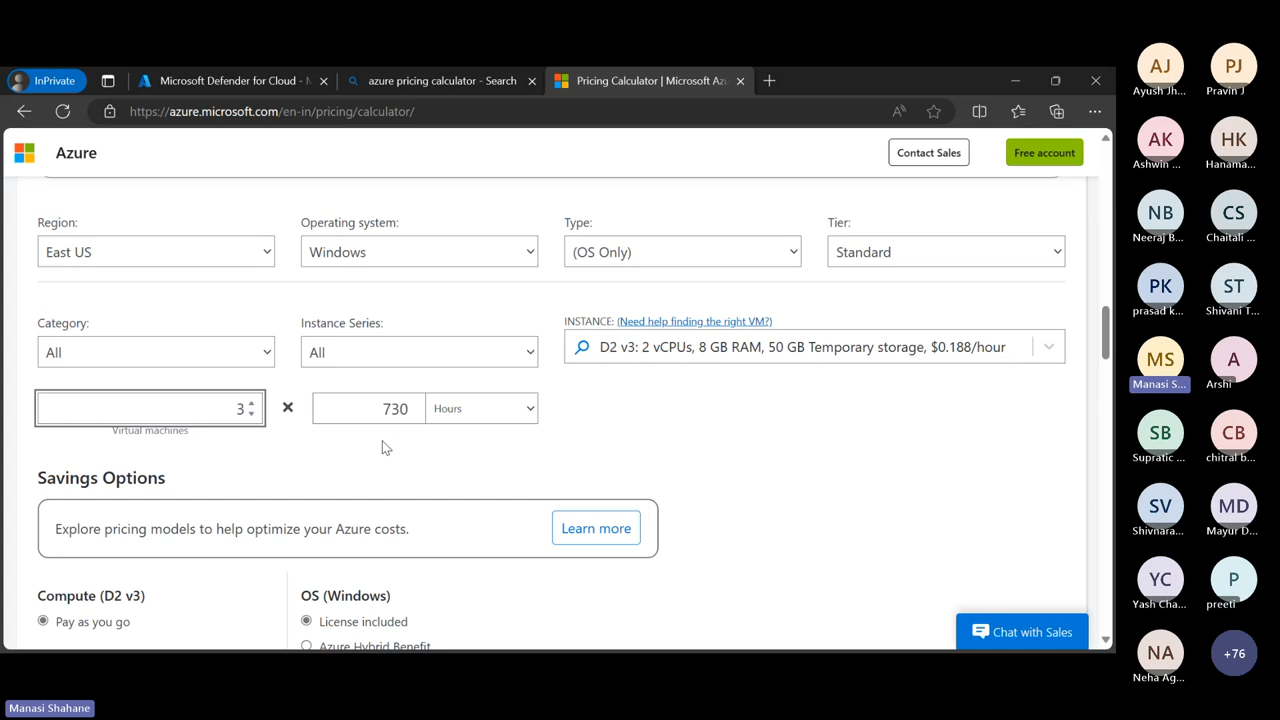 InPrivate
Microsoft Defender for Cloud - M
azure pricing calculator - Search
Pricing Calculator | Microsoft Azu
https://azure.microsoft.com/en-in/pricing/calculator/
Azure
Contact Sales
Free account
Region:
Operating system:
Type:
Tier:
East US
Windows
(OS Only)
Standard
Category:
Instance Series:
INSTANCE: (Need help finding the right VM?)
All
All
D2 v3: 2 vCPUs, 8 GB RAM, 50 GB Temporary storage, $0.188/hour
3
730
Hours
Virtual machines
Savings Options
Explore pricing models to help optimize your Azure costs.
Learn more
Compute (D2 v3)
OS (Windows)
Pay as you go
License included
Azure Hybrid Benefit
Chat with Sales
AJ
Ayush Jh...
PJ
Pravin J
AK
Ashwin ...
HK
Hanama...
NB
Neeraj B...
CS
Chaitali ...
PK
prasad k...
ST
Shivani T...
MS
Manasi S...
A
Arshi
SB
Supratic ...
CB
chitral b...
SV
Shivnara...
MD
Mayur D...
YC
Yash Cha...
P
preeti
NA
Neha Ag...
+76
Manasi Shahane